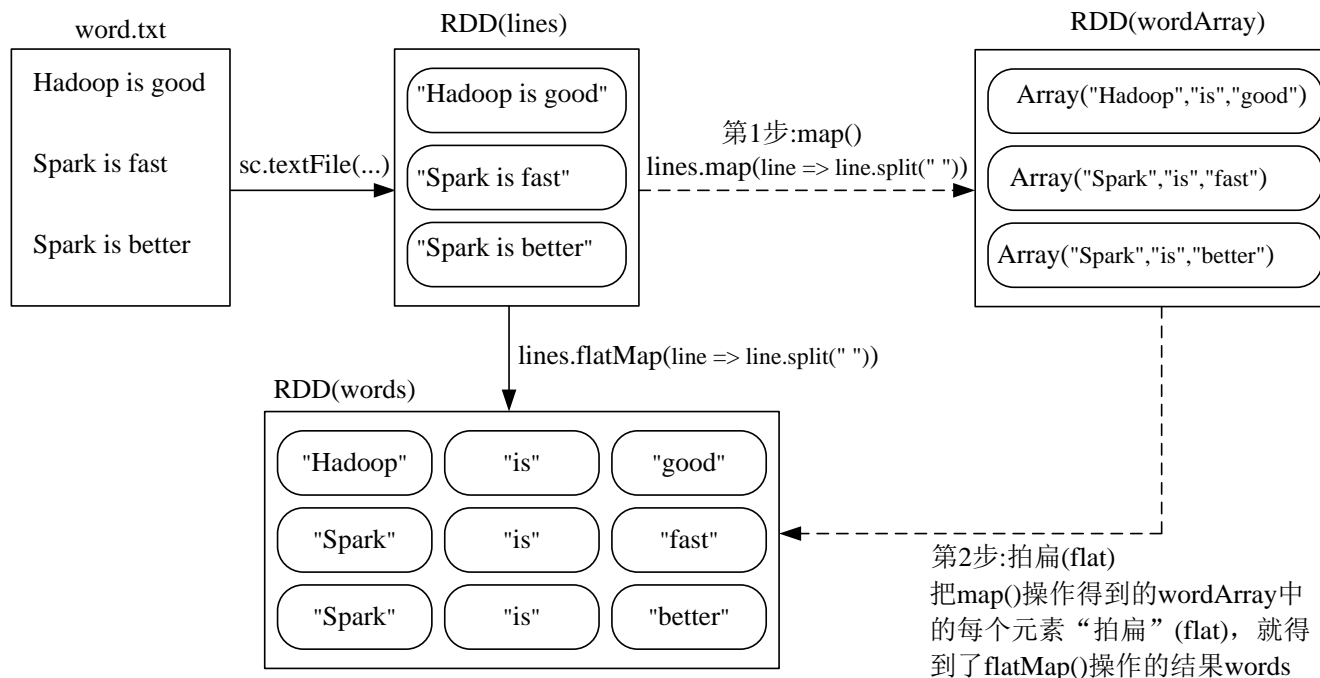 word.txt
Hadoop is good
Spark is fast
Spark is better
sc.textFile(...)
RDD(lines)
"Hadoop is good"
"Spark is fast"
"Spark is better"
第1步:map()
lines.map(line => line.split(" "))
RDD(wordArray)
Array("Hadoop","is","good")
Array("Spark","is","fast")
Array("Spark","is","better")
lines.flatMap(line => line.split(" "))
RDD(words)
"Hadoop" "is" "good"
"Spark" "is" "fast"
"Spark" "is" "better"
第2步:拍扁(flat)
把map()操作得到的wordArray中
的每个元素“拍扁”(flat)，就得
到了flatMap()操作的结果words